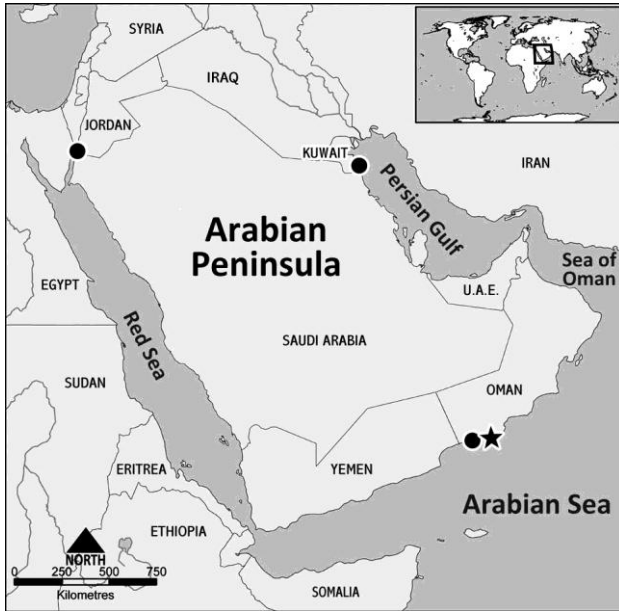 SYRIA
IRAQ
JORDAN
KUWAIT
IRAN
Persian Gulf
Arabian
Peninsula
Sea of
Oman
EGYPT
U.A.E.
Red Sea
SAUDI ARABIA
SUDAN
OMAN
YEMEN
ERITREA
Arabian Sea
ETHIOPIA
NORTH
0 250 500 750
Kilometres
SOMALIA